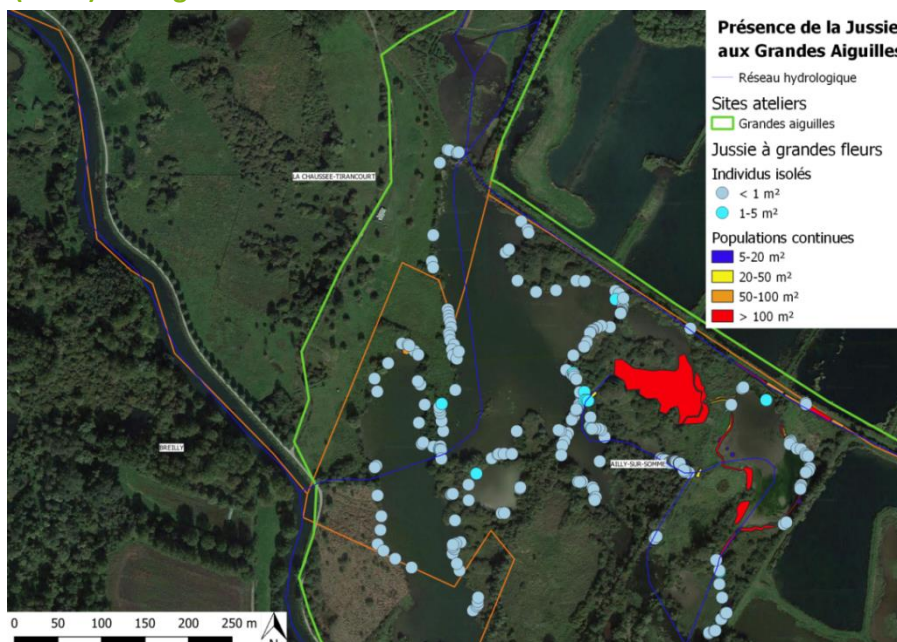 Présence de la Jussie
aux Grandes Aiguilles
Réseau hydrologique
Sites ateliers
Grandes aiguilles
Jussie à grandes fleurs
Individus isolés
< 1 m²
1-5 m²
Populations continues
5-20 m²
20-50 m²
50-100 m²
> 100 m²
LA CHAUSSEE-TIRANCOURT
BREILLY
AILLY-SUR-SOMME
0 50 100 150 200 250 m
N